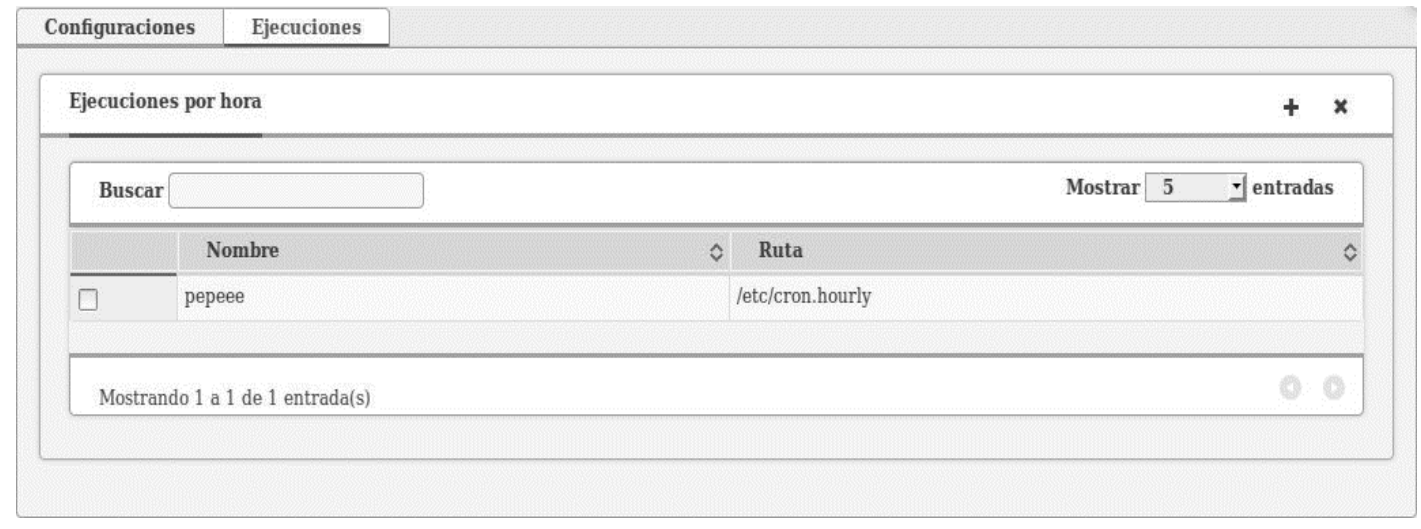 Configuraciones Ejecuciones
Ejecuciones por hora
Buscar Mostrar 5 entradas
Nombre Ruta
pepeee /etc/cron.hourly
Mostrando 1 a 1 de 1 entrada(s)